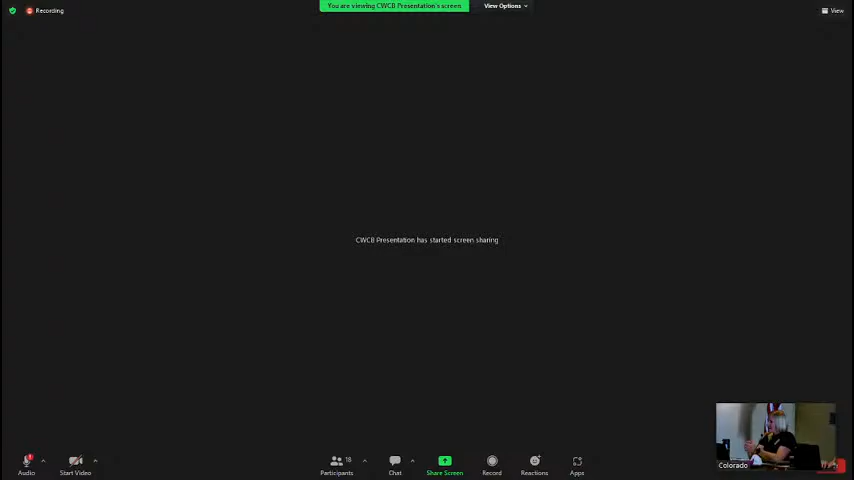 Recording
You are viewing CWCB Presentation's screen
View Options
View
CWCB Presentation has started screen sharing
Colorado
Audio
Start Video
18
Participants
Chat
Share Screen
Record
Reactions
Apps